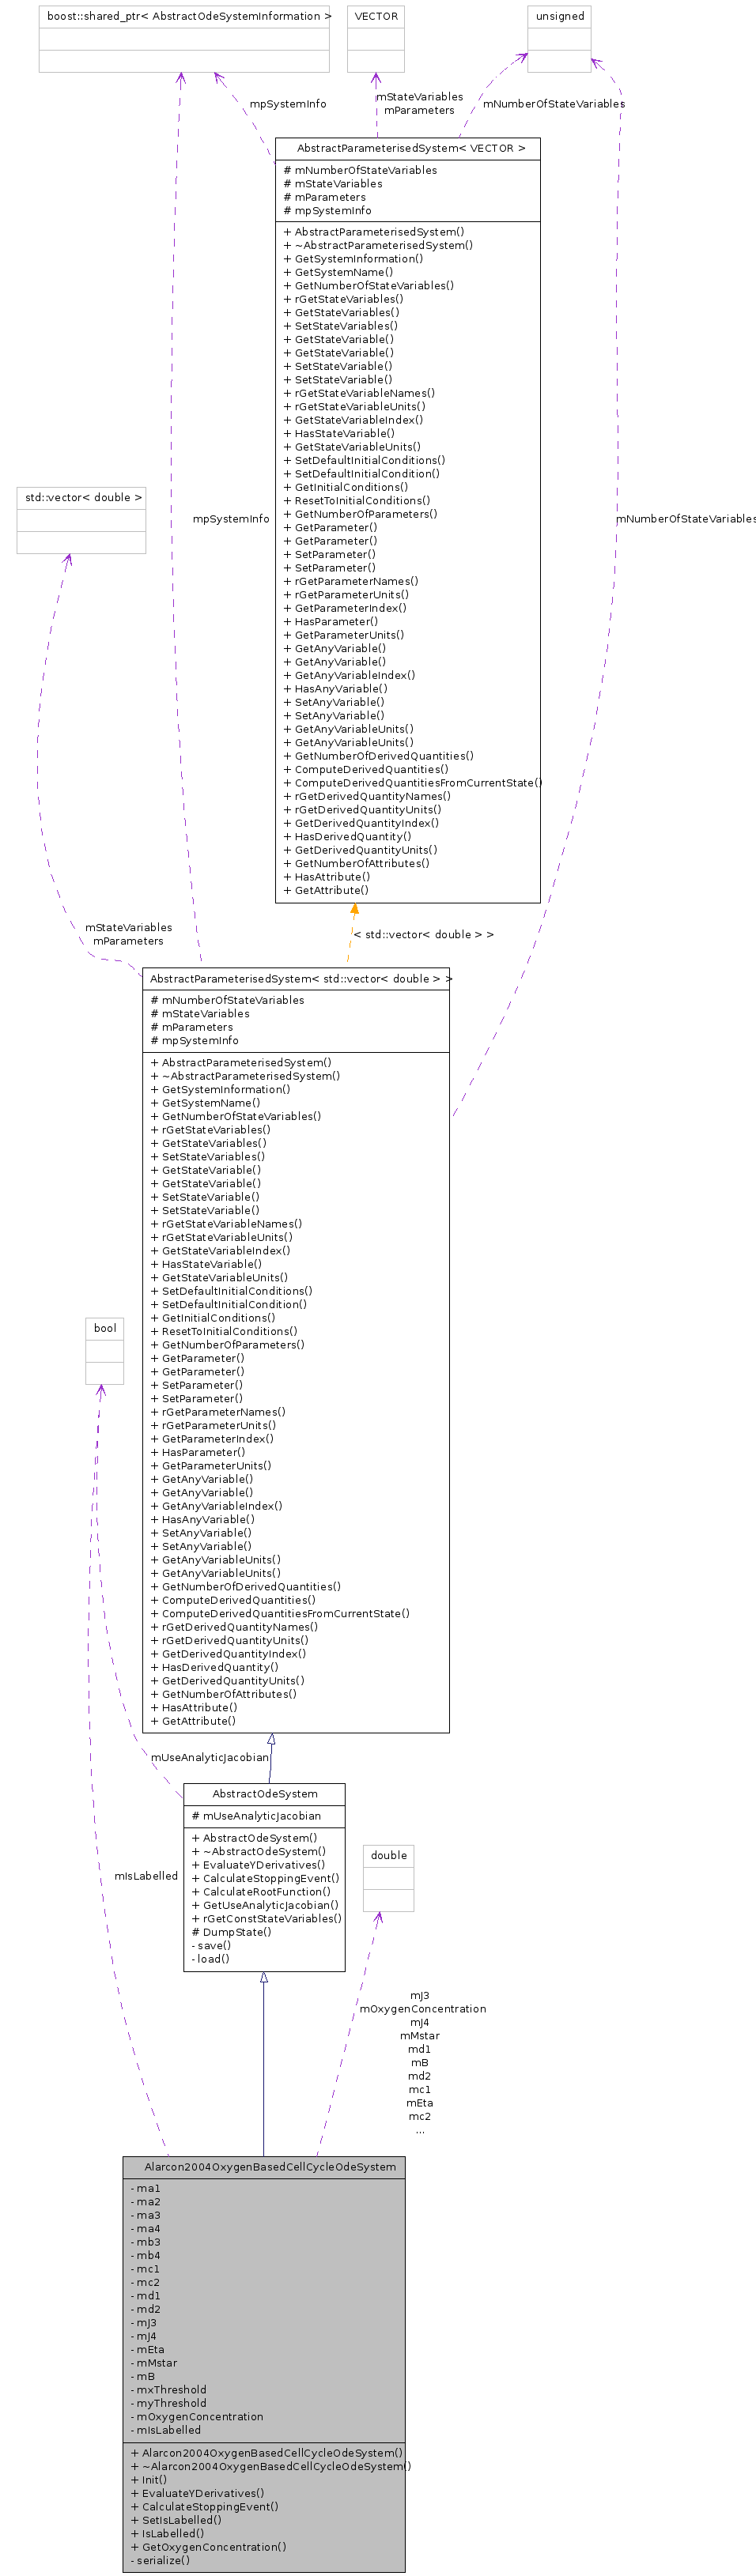 boost::shared_ptr< AbstractOdeSystemInformation >
VECTOR
unsigned
mpSystemInfo
mStateVariables
mParameters
mNumberOfStateVariables
AbstractParameterisedSystem< VECTOR >
# mNumberOfStateVariables
# mStateVariables
# mParameters
# mpSystemInfo
+ AbstractParameterisedSystem()
+ ~AbstractParameterisedSystem()
+ GetSystemInformation()
+ GetSystemName()
+ GetNumberOfStateVariables()
+ rGetStateVariables()
+ GetStateVariables()
+ SetStateVariables()
+ GetStateVariable()
+ GetStateVariable()
+ SetStateVariable()
+ SetStateVariable()
+ rGetStateVariableNames()
+ rGetStateVariableUnits()
+ GetStateVariableIndex()
+ HasStateVariable()
+ GetStateVariableUnits()
+ SetDefaultInitialConditions()
+ SetDefaultInitialCondition()
+ GetInitialConditions()
+ ResetToInitialConditions()
+ GetNumberOfParameters()
+ GetParameter()
+ GetParameter()
+ SetParameter()
+ SetParameter()
+ rGetParameterNames()
+ rGetParameterUnits()
+ GetParameterIndex()
+ HasParameter()
+ GetParameterUnits()
+ GetAnyVariable()
+ GetAnyVariable()
+ GetAnyVariableIndex()
+ HasAnyVariable()
+ SetAnyVariable()
+ SetAnyVariable()
+ GetAnyVariableUnits()
+ GetAnyVariableUnits()
+ GetNumberOfDerivedQuantities()
+ ComputeDerivedQuantities()
+ ComputeDerivedQuantitiesFromCurrentState()
+ rGetDerivedQuantityNames()
+ rGetDerivedQuantityUnits()
+ GetDerivedQuantityIndex()
+ HasDerivedQuantity()
+ GetDerivedQuantityUnits()
+ GetNumberOfAttributes()
+ HasAttribute()
+ GetAttribute()
std::vector< double >
mpSystemInfo
mNumberOfStateVariables
mStateVariables
mParameters
< std::vector< double > >
AbstractParameterisedSystem< std::vector< double > >
# mNumberOfStateVariables
# mStateVariables
# mParameters
# mpSystemInfo
+ AbstractParameterisedSystem()
+ ~AbstractParameterisedSystem()
+ GetSystemInformation()
+ GetSystemName()
+ GetNumberOfStateVariables()
+ rGetStateVariables()
+ GetStateVariables()
+ SetStateVariables()
+ GetStateVariable()
+ GetStateVariable()
+ SetStateVariable()
+ SetStateVariable()
+ rGetStateVariableNames()
+ rGetStateVariableUnits()
+ GetStateVariableIndex()
+ HasStateVariable()
+ GetStateVariableUnits()
+ SetDefaultInitialConditions()
+ SetDefaultInitialCondition()
+ GetInitialConditions()
+ ResetToInitialConditions()
+ GetNumberOfParameters()
+ GetParameter()
+ GetParameter()
+ SetParameter()
+ SetParameter()
+ rGetParameterNames()
+ rGetParameterUnits()
+ GetParameterIndex()
+ HasParameter()
+ GetParameterUnits()
+ GetAnyVariable()
+ GetAnyVariable()
+ GetAnyVariableIndex()
+ HasAnyVariable()
+ SetAnyVariable()
+ SetAnyVariable()
+ GetAnyVariableUnits()
+ GetAnyVariableUnits()
+ GetNumberOfDerivedQuantities()
+ ComputeDerivedQuantities()
+ ComputeDerivedQuantitiesFromCurrentState()
+ rGetDerivedQuantityNames()
+ rGetDerivedQuantityUnits()
+ GetDerivedQuantityIndex()
+ HasDerivedQuantity()
+ GetDerivedQuantityUnits()
+ GetNumberOfAttributes()
+ HasAttribute()
+ GetAttribute()
bool
mUseAnalyticJacobian
AbstractOdeSystem
# mUseAnalyticJacobian
+ AbstractOdeSystem()
+ ~AbstractOdeSystem()
+ EvaluateYDerivatives()
+ CalculateStoppingEvent()
+ CalculateRootFunction()
+ GetUseAnalyticJacobian()
+ rGetConstStateVariables()
# DumpState()
- save()
- load()
mIsLabelled
double
mJ3
mOxygenConcentration
mJ4
mMstar
md1
mB
md2
mc1
mEta
mc2
...
Alarcon2004OxygenBasedCellCycleOdeSystem
- ma1
- ma2
- ma3
- ma4
- mb3
- mb4
- mc1
- mc2
- md1
- md2
- mJ3
- mJ4
- mEta
- mMstar
- mB
- mxThreshold
- myThreshold
- mOxygenConcentration
- mIsLabelled
+ Alarcon2004OxygenBasedCellCycleOdeSystem()
+ ~Alarcon2004OxygenBasedCellCycleOdeSystem()
+ Init()
+ EvaluateYDerivatives()
+ CalculateStoppingEvent()
+ SetIsLabelled()
+ IsLabelled()
+ GetOxygenConcentration()
- serialize()